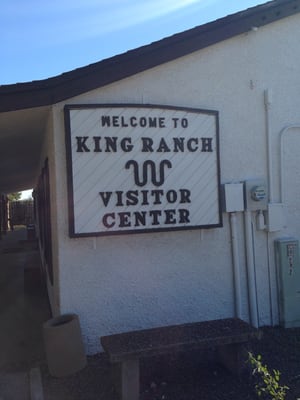 WELCOME TO
KING RANCH
VISITOR
CENTER